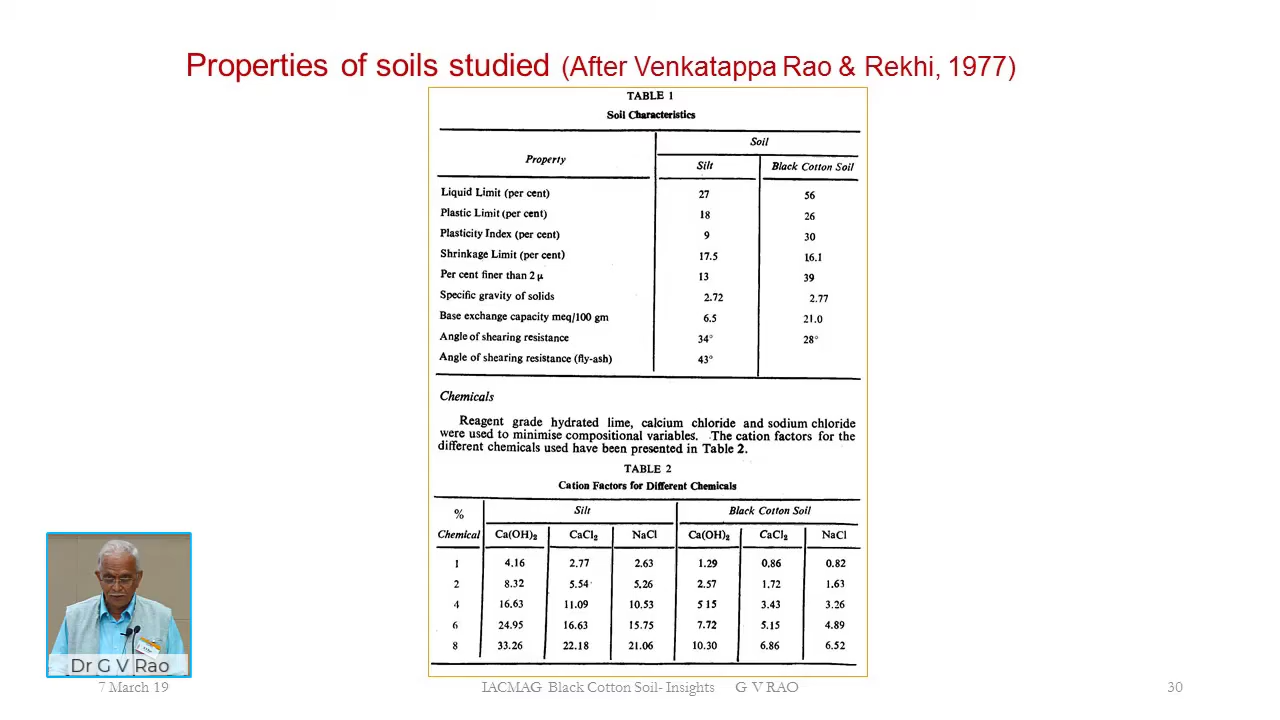 Properties of soils studied (After Venkatappa Rao & Rekhi, 1977)
TABLE 1
Soil Characteristics
Property Soil
Silt Black Cotton Soil
Liquid Limit (per cent) 27 56
Plastic Limit (per cent) 18 26
Plasticity Index (per cent) 9 30
Shrinkage Limit (per cent) 17.5 16.1
Per cent finer than 2 μ 13 39
Specific gravity of solids 2.72 2.77
Base exchange capacity meq/100 gm 6.5 21.0
Angle of shearing resistance 34° 28°
Angle of shearing resistance (fly-ash) 43°
Chemicals
Reagent grade hydrated lime, calcium chloride and sodium chloride
were used to minimise compositional variables. The cation factors for the
different chemicals used have been presented in Table 2.
TABLE 2
Cation Factors for Different Chemicals
% Chemical Silt Black Cotton Soil
Ca(OH)₂ CaCl₂ NaCl Ca(OH)₂ CaCl₂ NaCl
1 4.16 2.77 2.63 1.29 0.86 0.82
2 8.32 5.54 5.26 2.57 1.72 1.63
4 16.63 11.09 10.53 5 15 3.43 3.26
6 24.95 16.63 15.75 7.72 5.15 4.89
8 33.26 22.18 21.06 10.30 6.86 6.52
Dr G V Rao
7 March 19 IACMAG Black Cotton Soil- Insights G V RAO 30